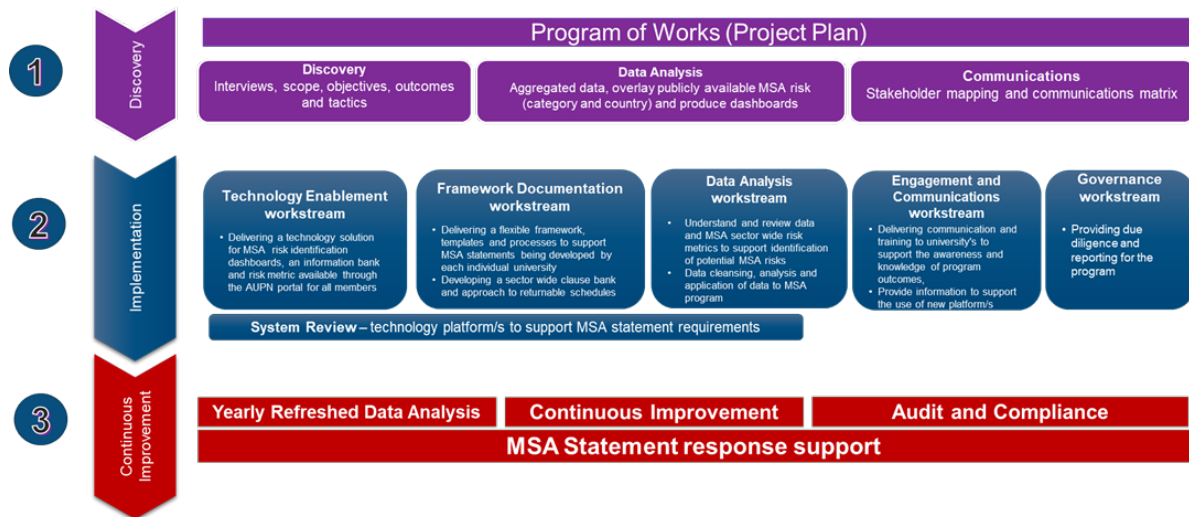 1
Discovery
Program of Works (Project Plan)
Discovery
Interviews, scope, objectives, outcomes
and tactics
Data Analysis
Aggregated data, overlay publicly available MSA risk
(category and country) and produce dashboards
Communications
Stakeholder mapping and communications matrix
2
Implementation
Technology Enablement
workstream
• Delivering a technology solution
for MSA risk identification
dashboards, an information bank
and risk metric available through
the AUPN portal for all members
Framework Documentation
workstream
• Delivering a flexible framework,
templates and processes to support
MSA statements being developed by
each individual university
• Developing a sector wide clause bank
and approach to returnable schedules
Data Analysis
workstream
• Understand and review data
and MSA sector wide risk
metrics to support identification
of potential MSA risks
• Data cleansing, analysis and
application of data to MSA
program
Engagement and
Communications
workstream
• Delivering communication and
training to university's to
support the awareness and
knowledge of program
outcomes,
• Provide information to support
the use of new platform/s
Governance
workstream
• Providing due
diligence and
reporting for the
program
System Review – technology platform/s to support MSA statement requirements
3
Continuous
Improvement
Yearly Refreshed Data Analysis
Continuous Improvement
Audit and Compliance
MSA Statement response support